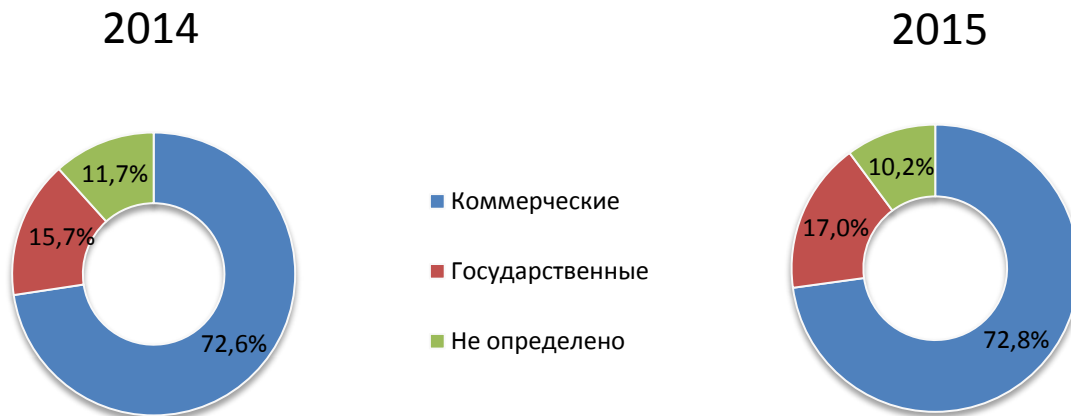 2014
2015
11,7%
15,7%
72,6%
Коммерческие
Государственные
Не определено
10,2%
17,0%
72,8%